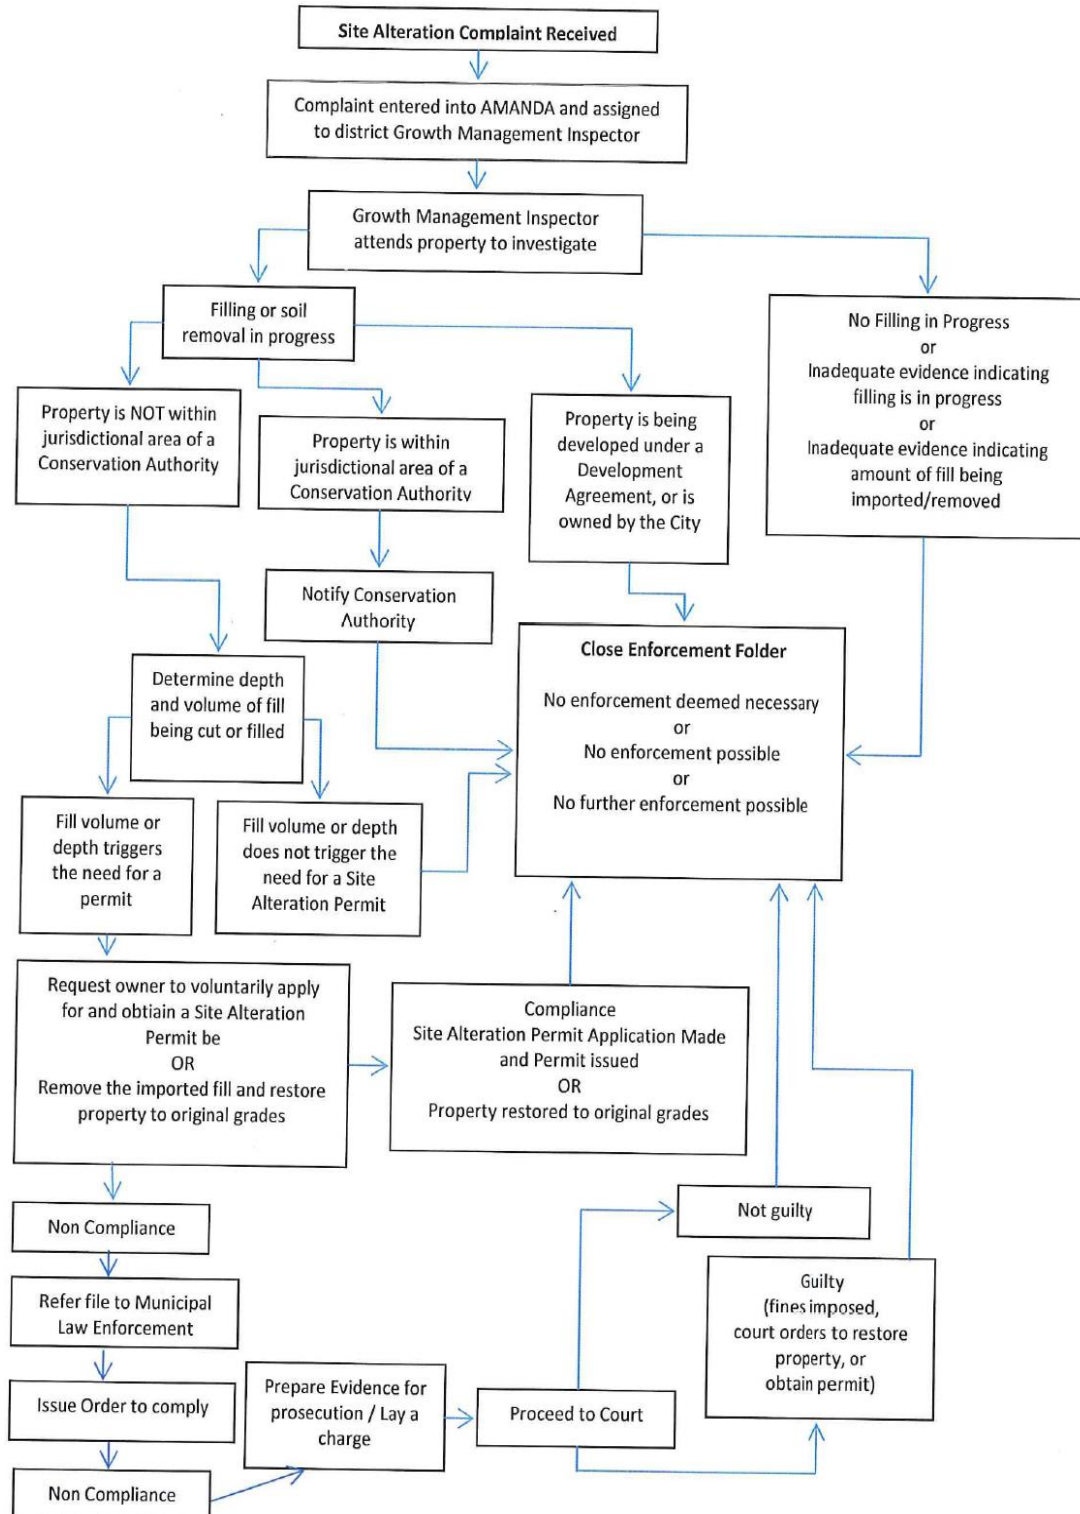 Site Alteration Complaint Received
Complaint entered into AMANDA and assigned
to district Growth Management Inspector
Growth Management Inspector
attends property to investigate
Filling or soil
removal in progress
No Filling in Progress
or
Inadequate evidence indicating
filling is in progress
or
Inadequate evidence indicating
amount of fill being
imported/removed
Property is NOT within
jurisdictional area of a
Conservation Authority
Property is within
jurisdictional area of a
Conservation Authority
Property is being
developed under a
Development
Agreement, or is
owned by the City
Notify Conservation
Authority
Close Enforcement Folder
No enforcement deemed necessary
or
No enforcement possible
or
No further enforcement possible
Determine depth
and volume of fill
being cut or filled
Fill volume or
depth triggers
the need for a
permit
Fill volume or depth
does not trigger the
need for a Site
Alteration Permit
Request owner to voluntarily apply
for and obtiain a Site Alteration
Permit be
OR
Remove the imported fill and restore
property to original grades
Compliance
Site Alteration Permit Application Made
and Permit issued
OR
Property restored to original grades
Non Compliance
Not guilty
Refer file to Municipal
Law Enforcement
Guilty
(fines imposed,
court orders to restore
property, or
obtain permit)
Issue Order to comply
Prepare Evidence for
prosecution / Lay a
charge
Proceed to Court
Non Compliance